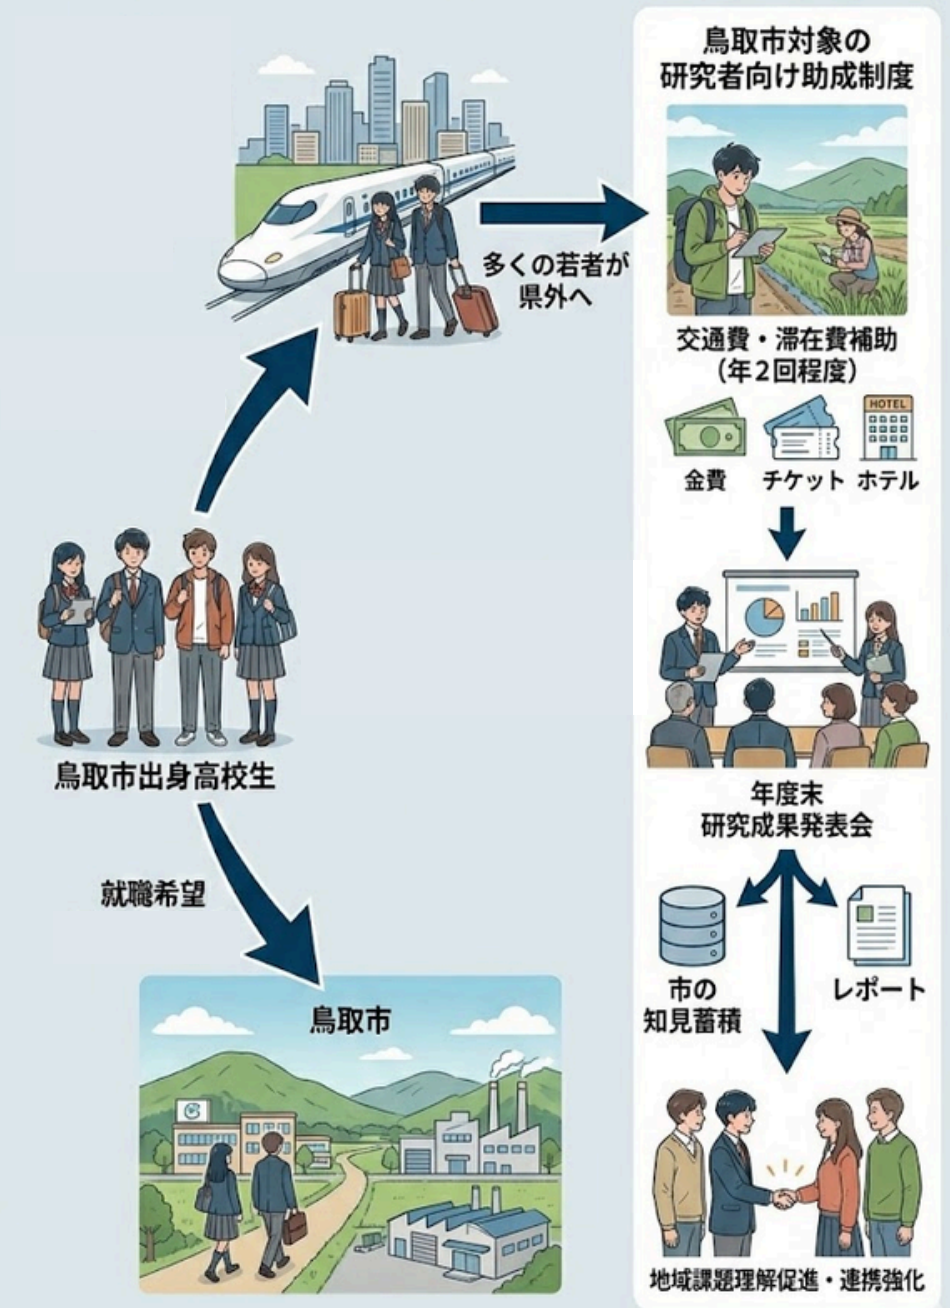 鳥取市対象の
研究者向け助成制度
多くの若者が
県外へ
交通費・滞在費補助
(年2回程度)
HOTEL
金費
チケット
ホテル
鳥取市出身高校生
年度末
研究成果発表会
就職希望
市の
知見蓄積
レポート
鳥取市
地域課題理解促進・連携強化